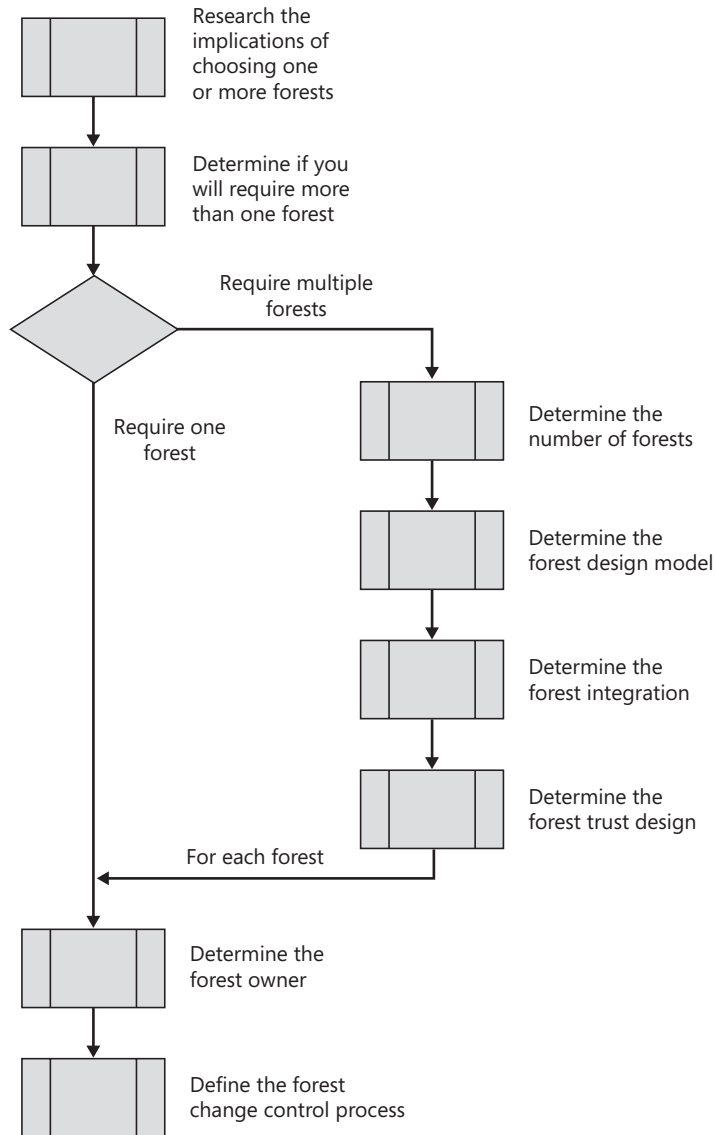 Research the
implications of
choosing one
or more forests
Determine if you
will require more
than one forest
Require multiple
forests
Require one
forest
Determine the
number of forests
Determine the
forest design model
Determine the
forest integration
Determine the
forest trust design
For each forest
Determine the
forest owner
Define the forest
change control process